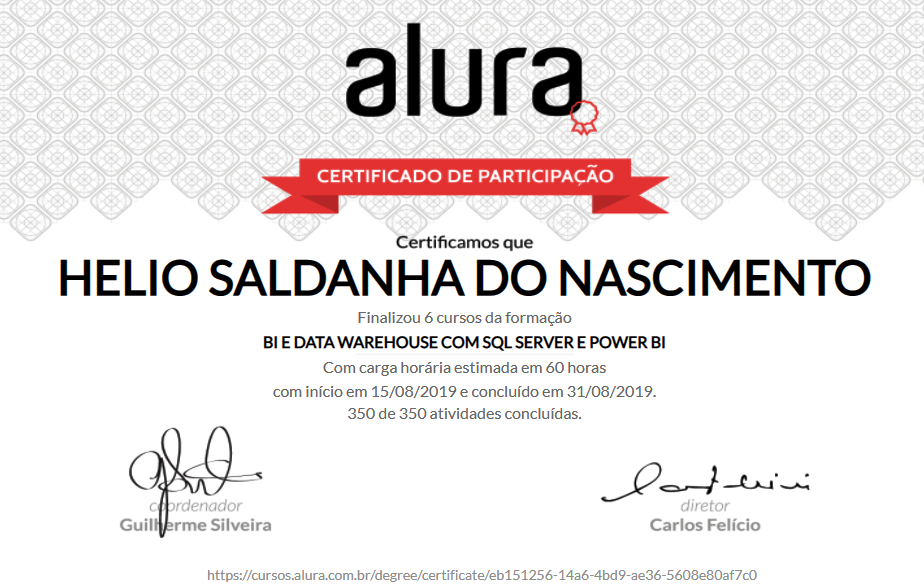 alura
CERTIFICADO DE PARTICIPAÇÃO
Certificamos que
HELIO SALDANHA DO NASCIMENTO
Finalizou 6 cursos da formação
BI E DATA WAREHOUSE COM SQL SERVER E POWER BI
Com carga horária estimada em 60 horas
com início em 15/08/2019 e concluído em 31/08/2019.
350 de 350 atividades concluídas.
coordenador
Guilherme Silveira
diretor
Carlos Felício
https://cursos.alura.com.br/degree/certificate/eb151256-14a6-4bd9-ae36-5608e80af7c0